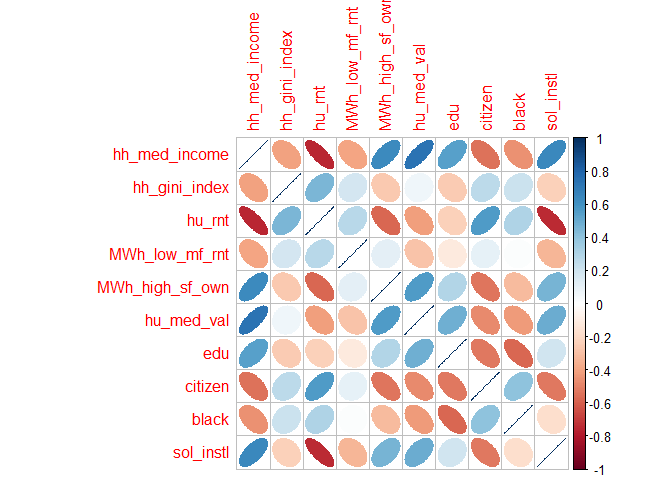 hh_med_income
hh_gini_index
hu_rnt
MWh_low_mf_rnt
MWh_high_sf_own
hu_med_val
edu
citizen
black
sol_instl
hh_med_income
hh_gini_index
hu_rnt
MWh_low_mf_rnt
MWh_high_sf_own
hu_med_val
edu
citizen
black
sol_instl
1
0.8
0.6
0.4
0.2
0
-0.2
-0.4
-0.6
-0.8
-1